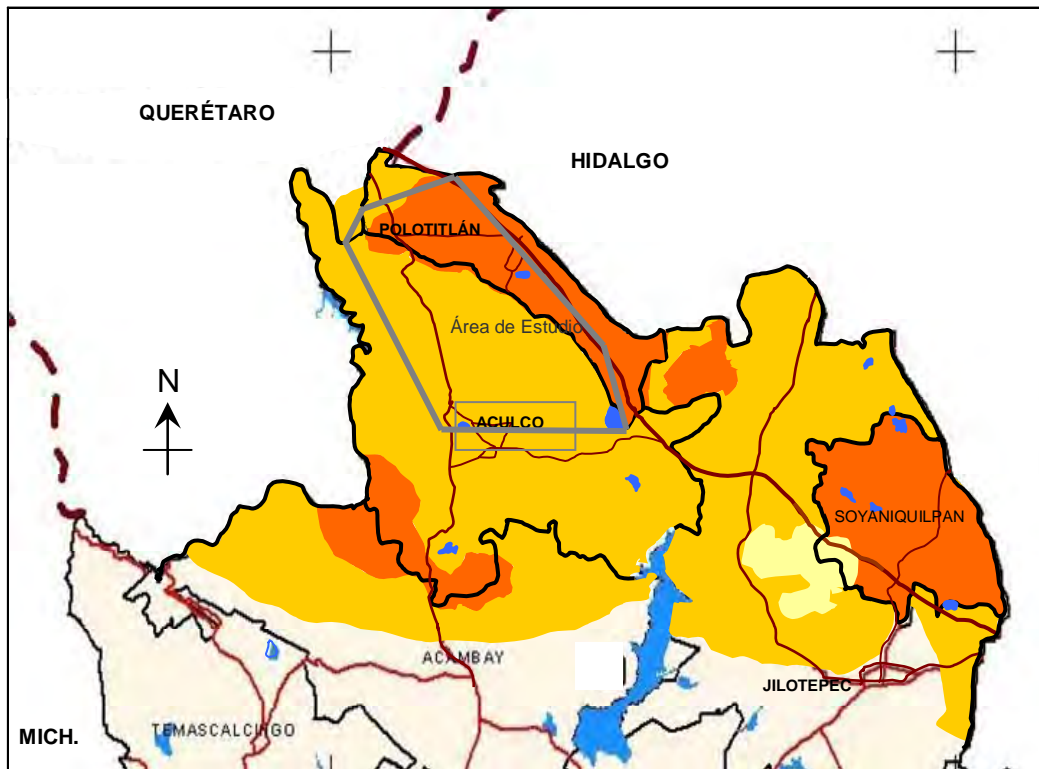 QUERÉTARO
HIDALGO
POLOTITLÁN
Área de Estudio
N
ACULCO
SOYANIQUILPAN
ACAMBAY
JILOTEPEC
TEMASCALCINGO
MICH.